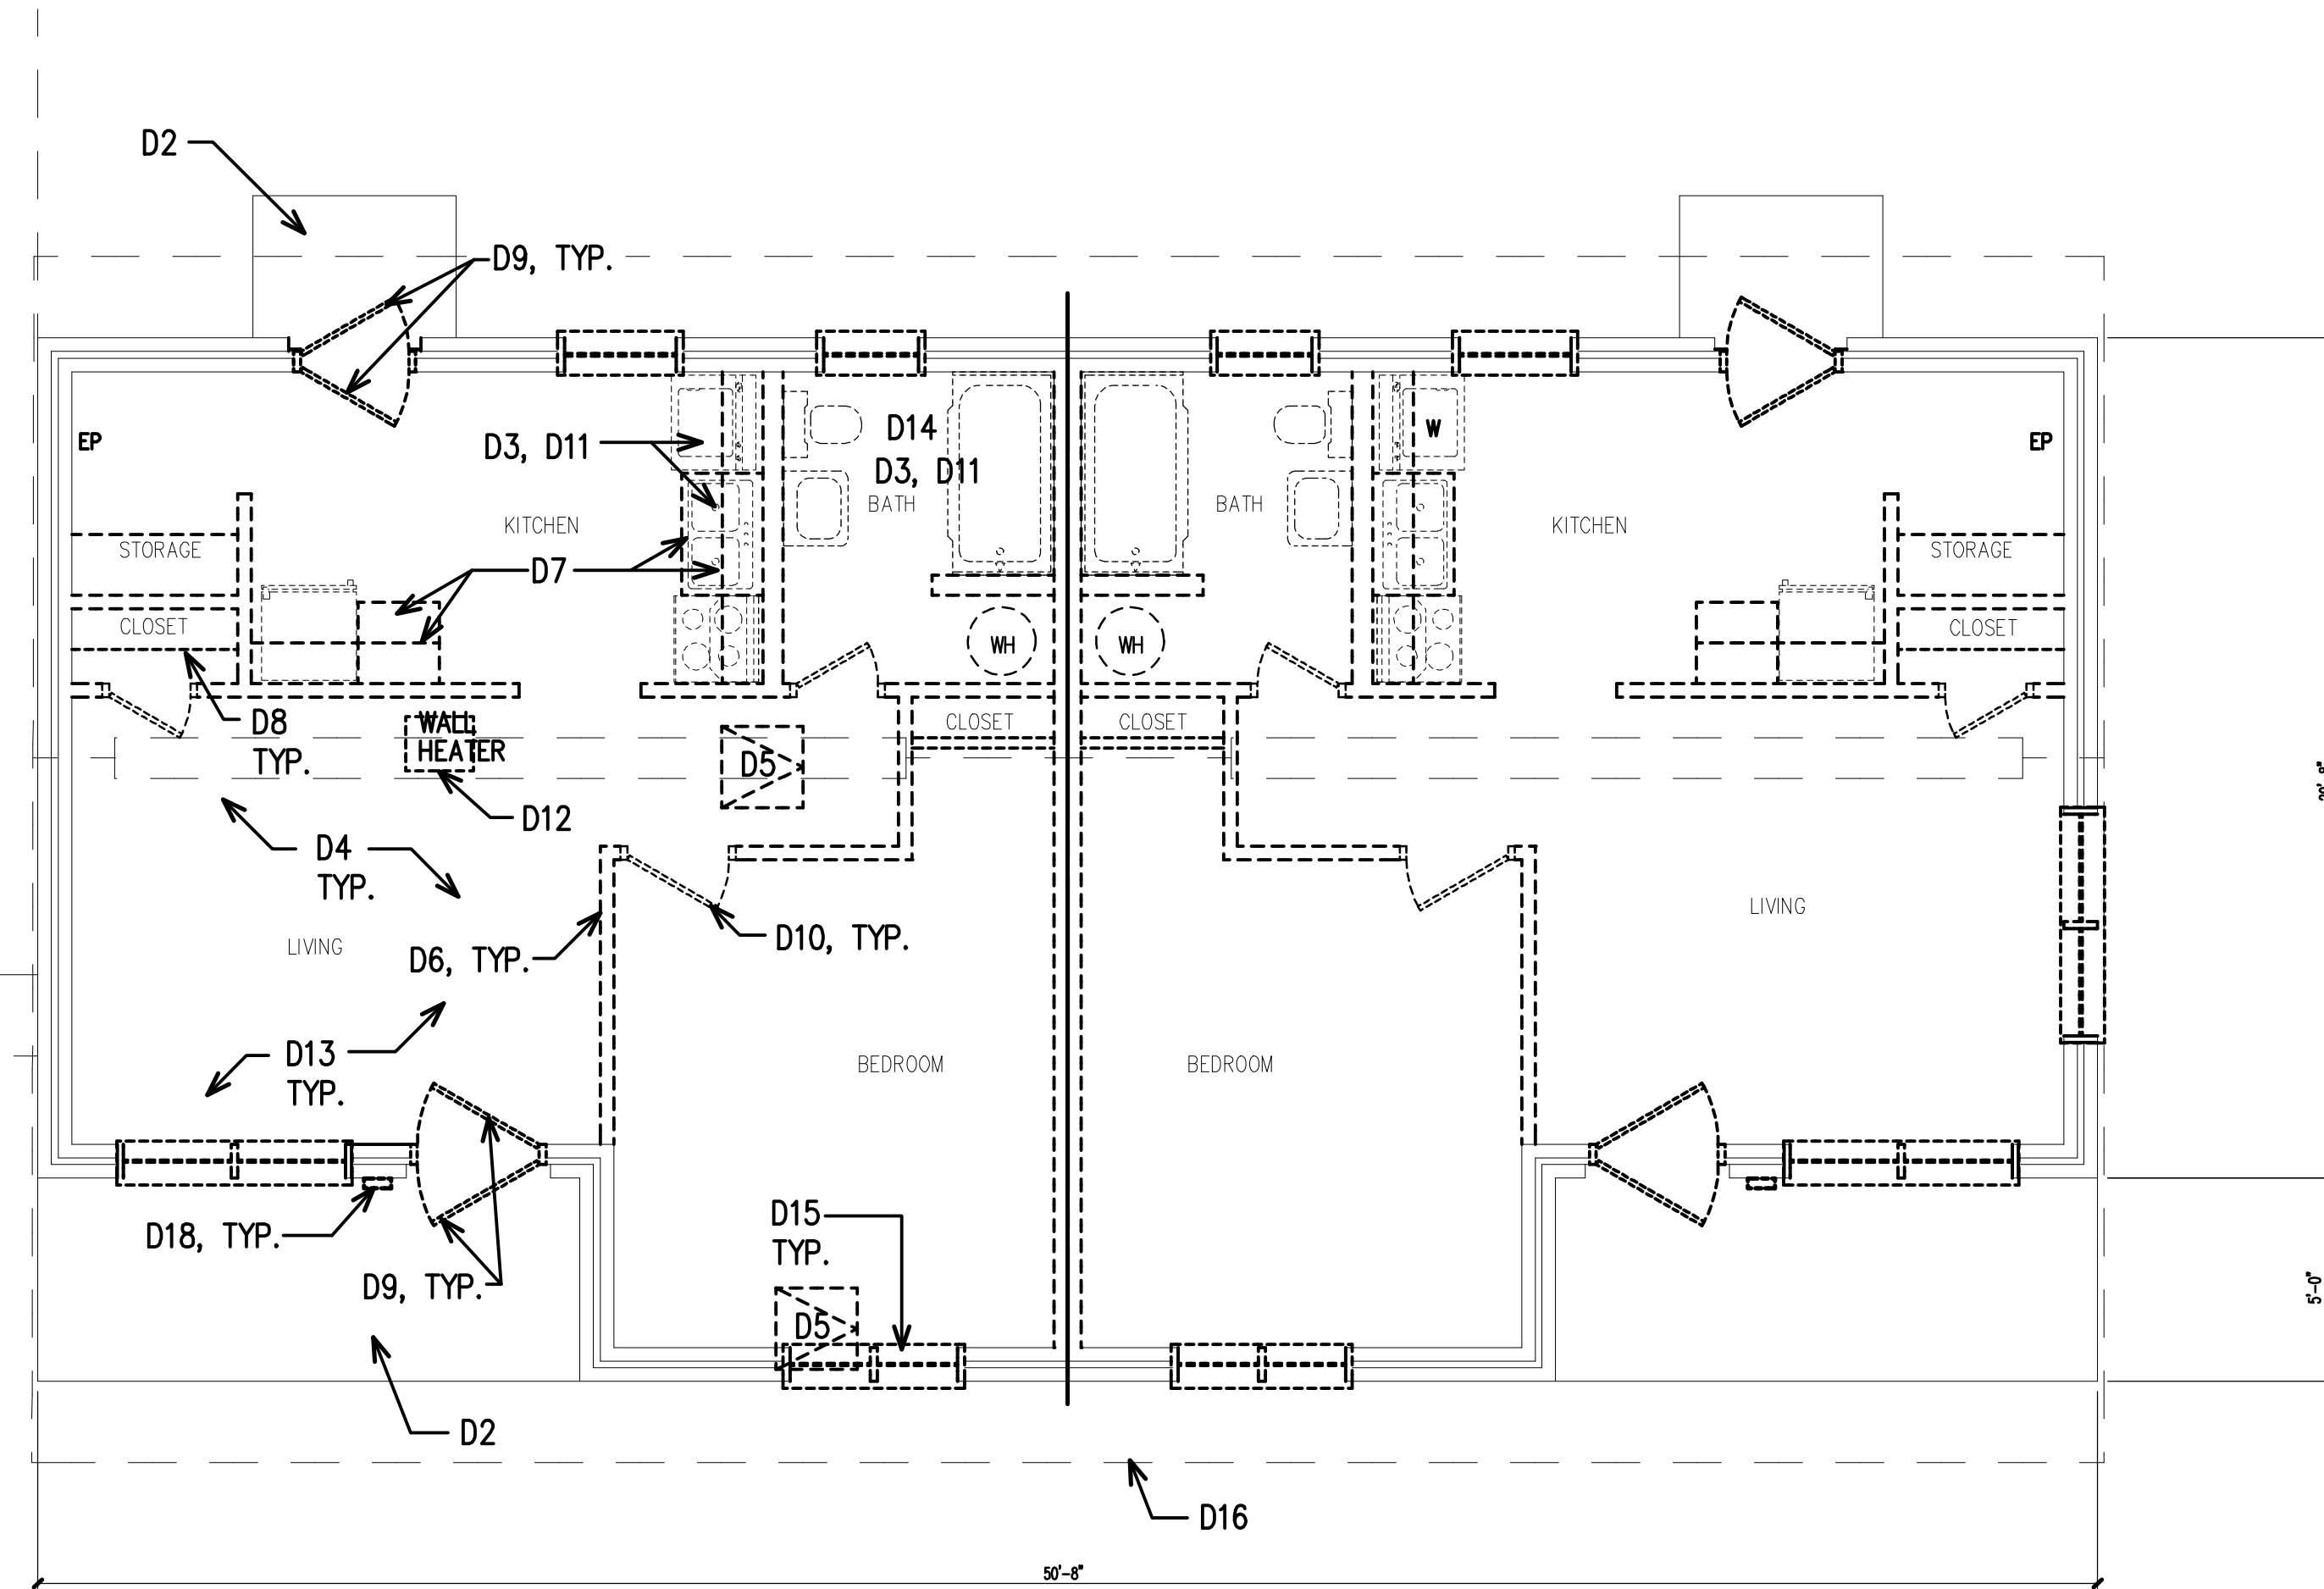 D2
D9, TYP.
EP
D3, D11
D14
D3, D11
W
EP
BATH
BATH
KITCHEN
KITCHEN
STORAGE
STORAGE
D7
CLOSET
CLOSET
WH
WH
D8
TYP.
WALL
HEATER
CLOSET
CLOSET
D5
D12
D4
TYP.
LIVING
LIVING
D6, TYP.
D10, TYP.
D13
TYP.
BEDROOM
BEDROOM
D18, TYP.
D15
TYP.
D9, TYP.
5'-0"
D5
D2
D16
50'-8"